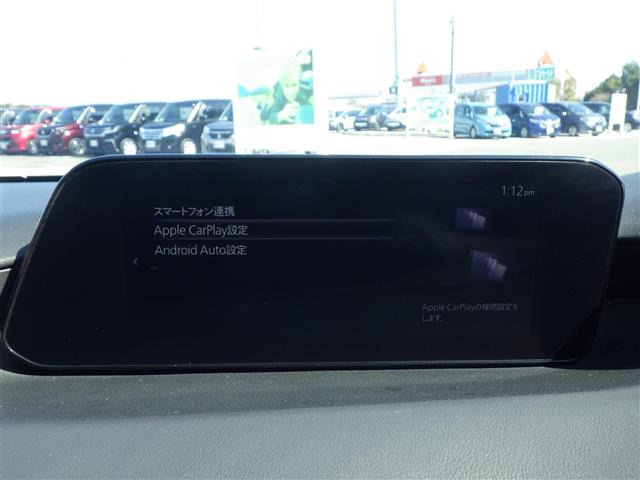 1:12pm
スマートフォン連携
Apple CarPlay設定
Android Auto設定
Apple CarPlayの接続設定を
します。